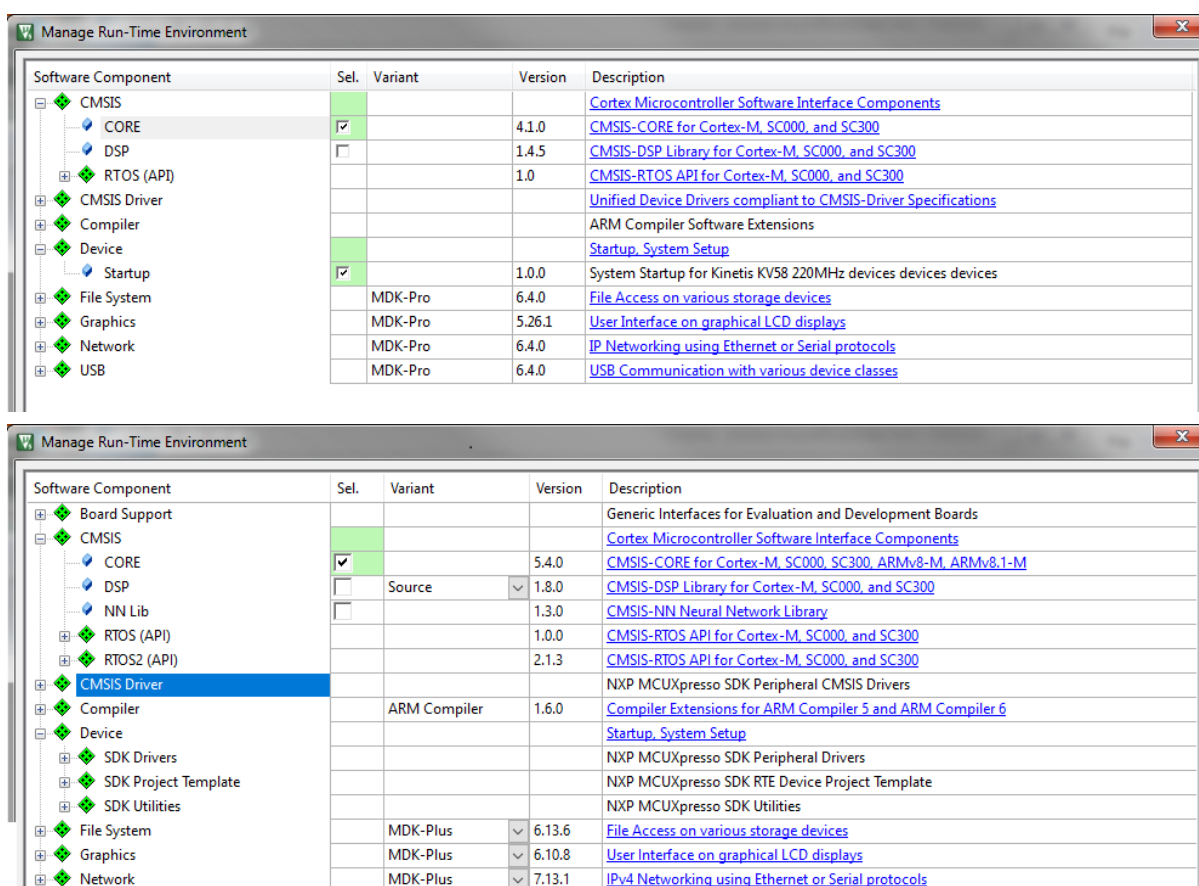 Manage Run-Time Environment
Software Component Sel. Variant Version Description
CMSIS Cortex Microcontroller Software Interface Components
CORE 4.1.0 CMSIS-CORE for Cortex-M, SC000, and SC300
DSP 1.4.5 CMSIS-DSP Library for Cortex-M, SC000, and SC300
RTOS (API) 1.0 CMSIS-RTOS API for Cortex-M, SC000, and SC300
CMSIS Driver Unified Device Drivers compliant to CMSIS-Driver Specifications
Compiler ARM Compiler Software Extensions
Device Startup, System Setup
Startup 1.0.0 System Startup for Kinetis KV58 220MHz devices devices devices
File System MDK-Pro 6.4.0 File Access on various storage devices
Graphics MDK-Pro 5.26.1 User Interface on graphical LCD displays
Network MDK-Pro 6.4.0 IP Networking using Ethernet or Serial protocols
USB MDK-Pro 6.4.0 USB Communication with various device classes
Manage Run-Time Environment
Software Component Sel. Variant Version Description
Board Support Generic Interfaces for Evaluation and Development Boards
CMSIS Cortex Microcontroller Software Interface Components
CORE 5.4.0 CMSIS-CORE for Cortex-M, SC000, SC300, ARMv8-M, ARMv8.1-M
DSP Source 1.8.0 CMSIS-DSP Library for Cortex-M, SC000, and SC300
NN Lib 1.3.0 CMSIS-NN Neural Network Library
RTOS (API) 1.0.0 CMSIS-RTOS API for Cortex-M, SC000, and SC300
RTOS2 (API) 2.1.3 CMSIS-RTOS API for Cortex-M, SC000, and SC300
CMSIS Driver NXP MCUXpresso SDK Peripheral CMSIS Drivers
Compiler ARM Compiler 1.6.0 Compiler Extensions for ARM Compiler 5 and ARM Compiler 6
Device Startup, System Setup
SDK Drivers NXP MCUXpresso SDK Peripheral Drivers
SDK Project Template NXP MCUXpresso SDK RTE Device Project Template
SDK Utilities NXP MCUXpresso SDK Utilities
File System MDK-Plus 6.13.6 File Access on various storage devices
Graphics MDK-Plus 6.10.8 User Interface on graphical LCD displays
Network MDK-Plus 7.13.1 IPv4 Networking using Ethernet or Serial protocols